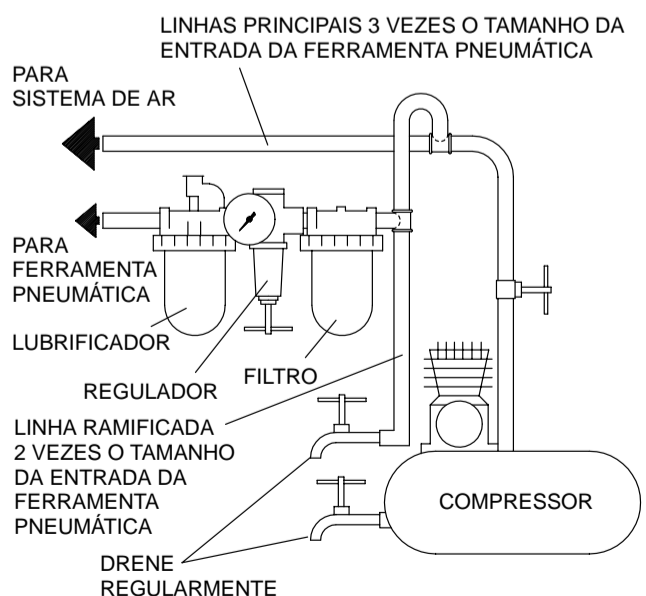 LINHAS PRINCIPAIS 3 VEZES O TAMANHO DA
ENTRADA DA FERRAMENTA PNEUMÁTICA
PARA
SISTEMA DE AR
PARA
FERRAMENTA
PNEUMÁTICA
LUBRIFICADOR
REGULADOR
FILTRO
LINHA RAMIFICADA
2 VEZES O TAMANHO
DA ENTRADA DA
FERRAMENTA
PNEUMÁTICA
COMPRESSOR
DRENE
REGULARMENTE